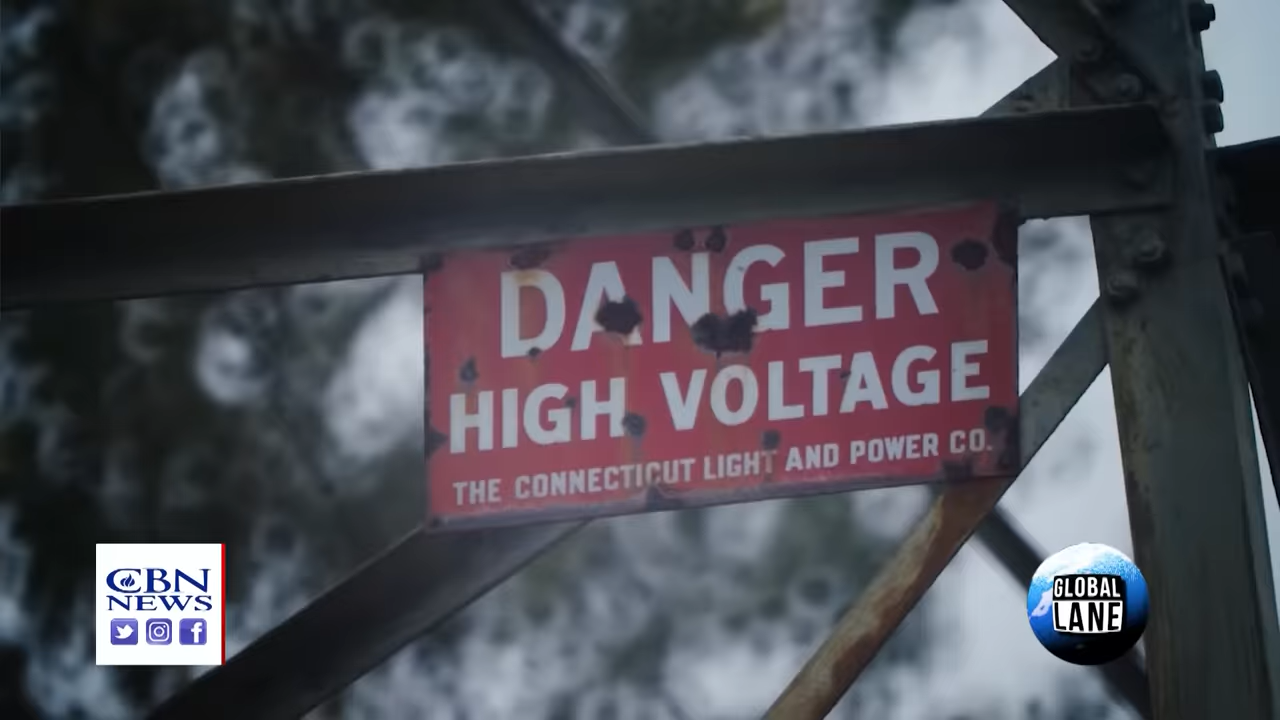 DANGER
HIGH VOLTAGE
THE CONNECTICUT LIGHT AND POWER CO.
CBN
NEWS
GLOBAL
LANE